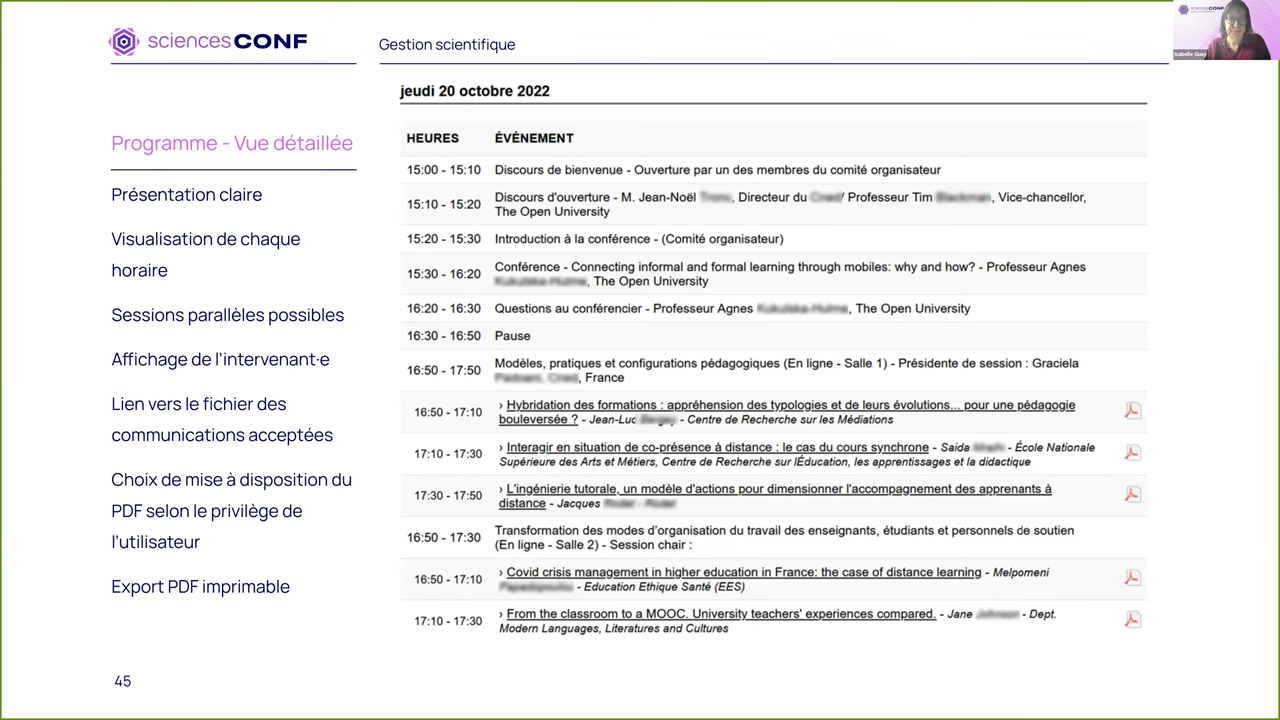 sciencesCONF
Gestion scientifique
sciencesCONF
Isabelle Guay
jeudi 20 octobre 2022
Programme - Vue détaillée
Présentation claire
Visualisation de chaque
horaire
Sessions parallèles possibles
Affichage de l'intervenant·e
Lien vers le fichier des
communications acceptées
Choix de mise à disposition du
PDF selon le privilège de
l'utilisateur
Export PDF imprimable
HEURES ÉVÉNEMENT
15:00 - 15:10 Discours de bienvenue - Ouverture par un des membres du comité organisateur
15:10 - 15:20 Discours d'ouverture - M. Jean-Noël , Directeur du / Professeur Tim , Vice-chancellor,
The Open University
15:20 - 15:30 Introduction à la conférence - (Comité organisateur)
15:30 - 16:20 Conférence - Connecting informal and formal learning through mobiles: why and how? - Professeur Agnes
, The Open University
16:20 - 16:30 Questions au conférencier - Professeur Agnes , The Open University
16:30 - 16:50 Pause
16:50 - 17:50 Modèles, pratiques et configurations pédagogiques (En ligne - Salle 1) - Présidente de session : Graciela
, France
16:50 - 17:10 › Hybridation des formations : appréhension des typologies et de leurs évolutions... pour une pédagogie
bouleversée ? - Jean-Luc - Centre de Recherche sur les Médiations
17:10 - 17:30 › Interagir en situation de co-présence à distance : le cas du cours synchrone - Saida - École Nationale
Supérieure des Arts et Métiers, Centre de Recherche sur lÉducation, les apprentissages et la didactique
17:30 - 17:50 › L'ingénierie tutorale, un modèle d'actions pour dimensionner l'accompagnement des apprenants à
distance - Jacques
16:50 - 17:30 Transformation des modes d'organisation du travail des enseignants, étudiants et personnels de soutien
(En ligne - Salle 2) - Session chair :
16:50 - 17:10 › Covid crisis management in higher education in France: the case of distance learning - Melpomeni
- Education Ethique Santé (EES)
17:10 - 17:30 › From the classroom to a MOOC. University teachers' experiences compared. - Jane - Dept.
Modern Languages, Literatures and Cultures
45